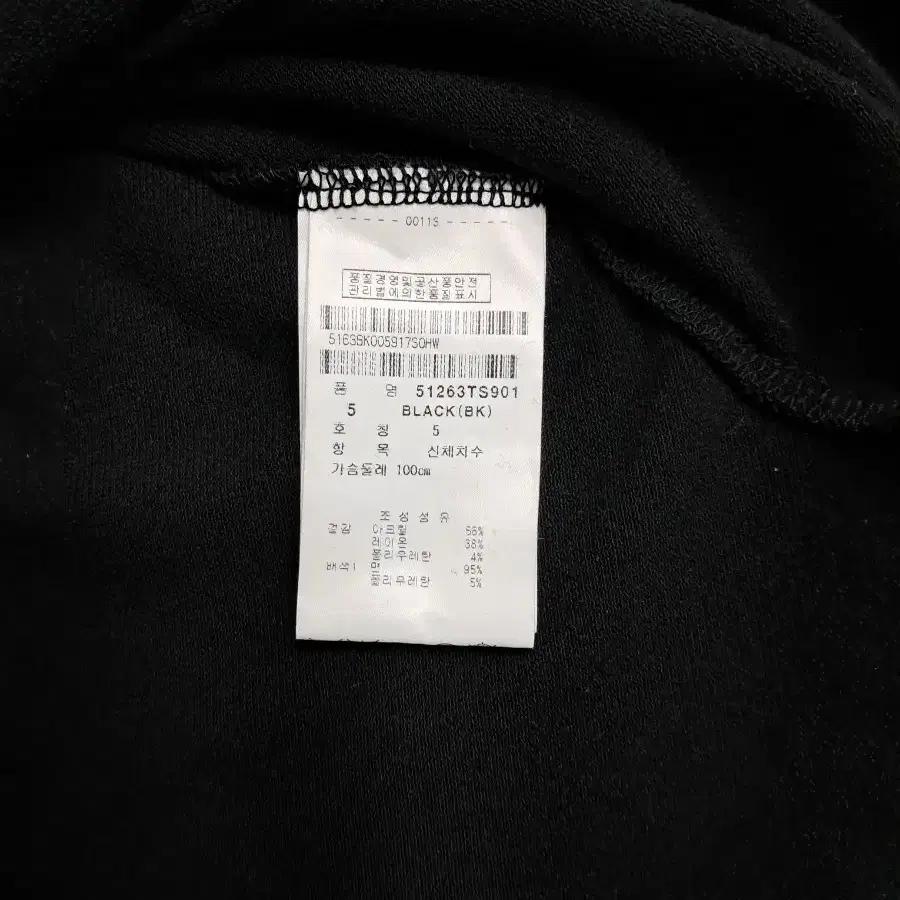 ----- 0011S -----
품질경영및공산품안전
관리법에의한품질표시
5163SK005917S0HW
품 명 51263TS901
5 BLACK(BK)
호 칭 5
항 목 신체치수
가슴둘레 100cm
조성섬유
겉감 아크릴 56%
레이온 38%
폴리우레탄 4%
배색1 면 95%
폴리우레탄 5%